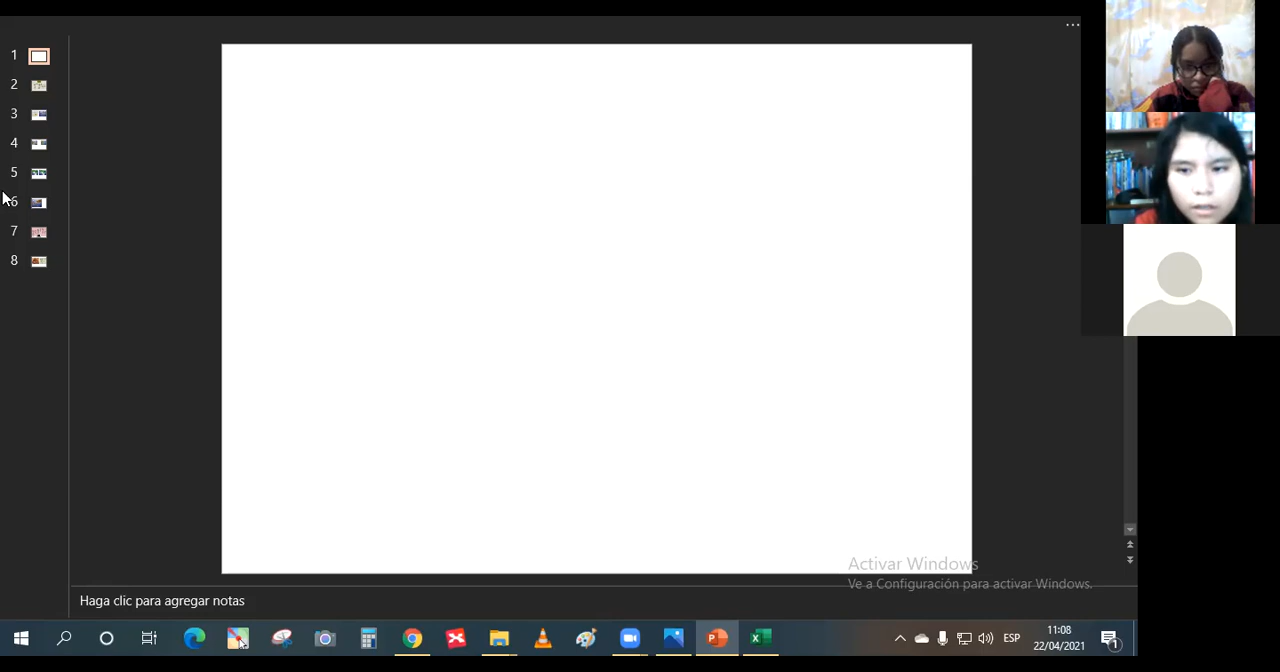 1
2
3
4
5
6
7
8
Activar Windows
Ve a Configuración para activar Windows.
Haga clic para agregar notas
ESP
11:08
22/04/2021
1